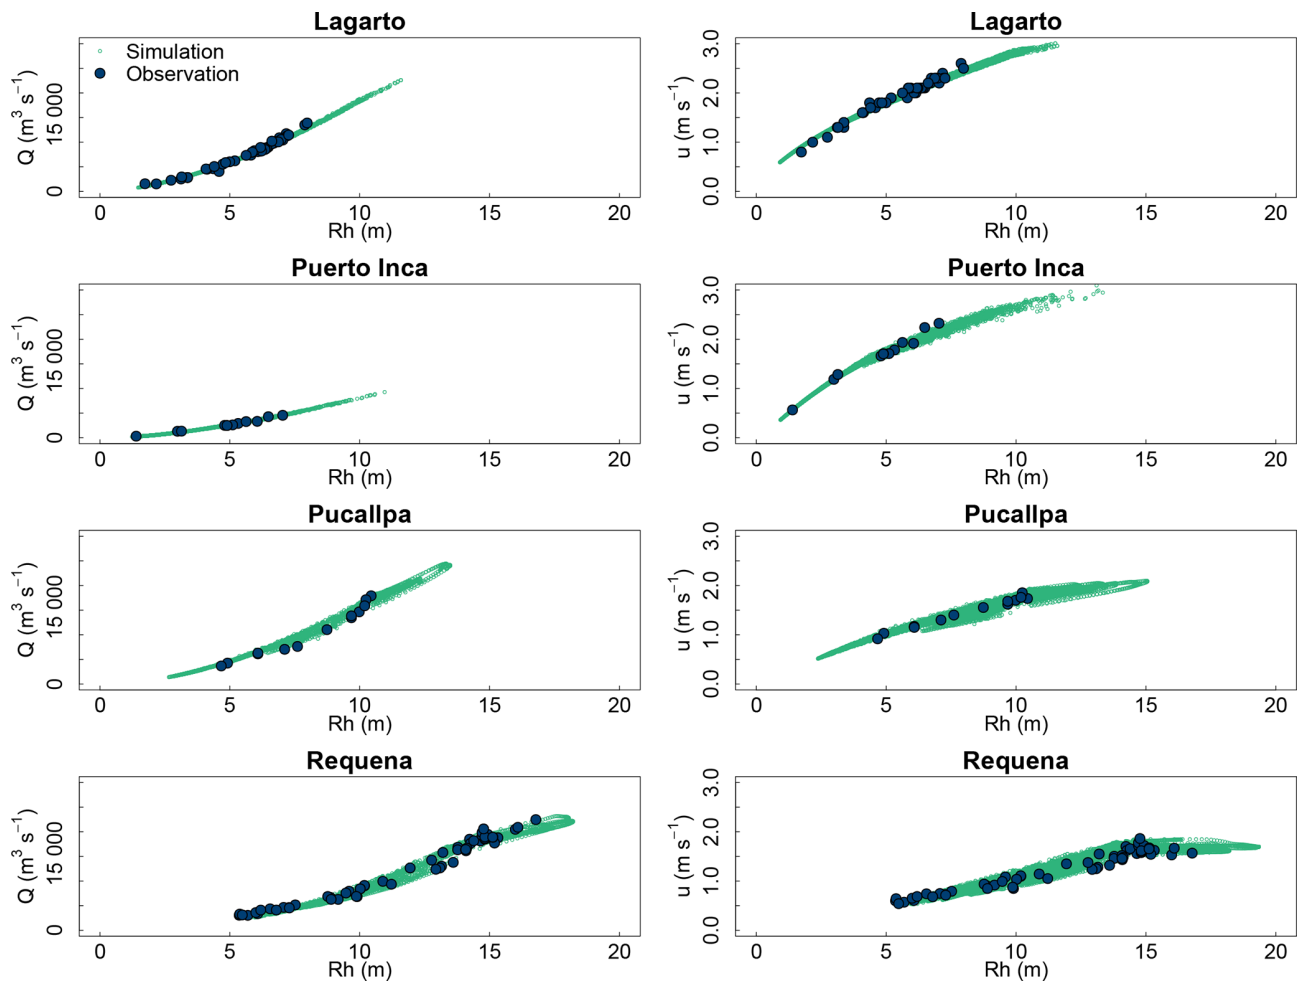 Lagarto
Simulation
Observation
Q (m³ s⁻¹)
0 15 000
0 5 10 15 20
Rh (m)
Lagarto
u (m s⁻¹)
0.0 1.0 2.0 3.0
0 5 10 15 20
Rh (m)
Puerto Inca
Q (m³ s⁻¹)
0 15 000
0 5 10 15 20
Rh (m)
Puerto Inca
u (m s⁻¹)
0.0 1.0 2.0 3.0
0 5 10 15 20
Rh (m)
Pucallpa
Q (m³ s⁻¹)
0 15 000
0 5 10 15 20
Rh (m)
Pucallpa
u (m s⁻¹)
0.0 1.0 2.0 3.0
0 5 10 15 20
Rh (m)
Requena
Q (m³ s⁻¹)
0 15 000
0 5 10 15 20
Rh (m)
Requena
u (m s⁻¹)
0.0 1.0 2.0 3.0
0 5 10 15 20
Rh (m)